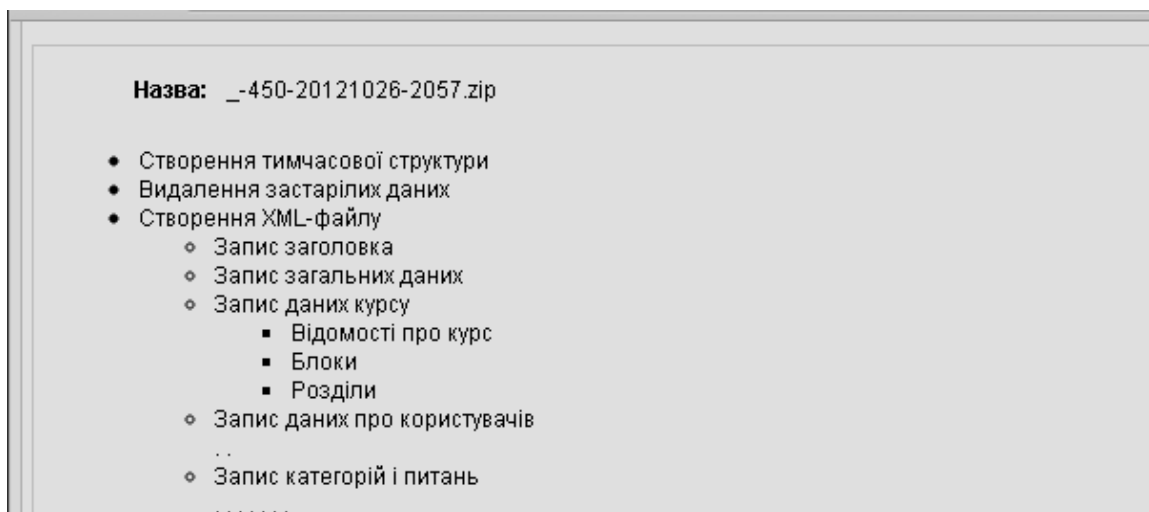 Назва: _-450-20121026-2057.zip
• Створення тимчасової структури
• Видалення застарілих даних
• Створення XML-файлу
◦ Запис заголовка
◦ Запис загальних даних
◦ Запис даних курсу
▪ Відомості про курс
▪ Блоки
▪ Розділи
◦ Запис даних про користувачів
. .
◦ Запис категорій і питань
. . . . . . .